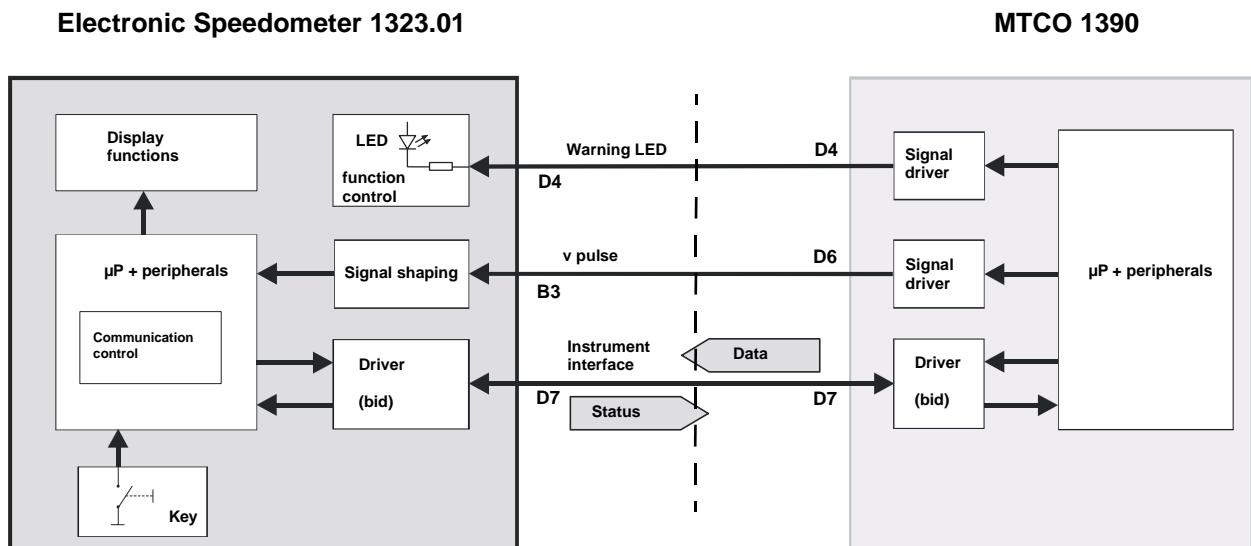 Electronic Speedometer 1323.01
MTCO 1390
Display
functions
LED
function
control
Warning LED
D4
D4
Signal
driver
µP + peripherals
Signal shaping
v pulse
B3
D6
Signal
driver
µP + peripherals
Communication
control
Driver
(bid)
Instrument
interface
Data
D7
Status
D7
Driver
(bid)
Key